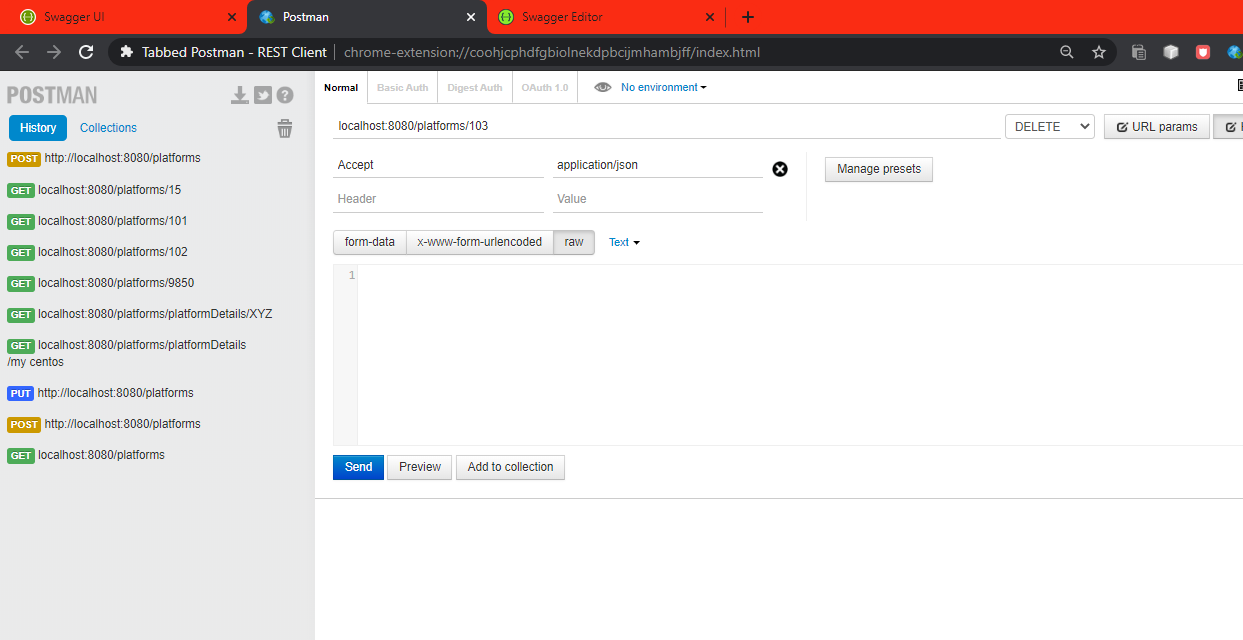 Swagger UI
Postman
Swagger Editor
Tabbed Postman - REST Client
chrome-extension://coohjcphdfgbiolnekdpbcijmhambjff/index.html
POSTMAN
History
Collections
POST http://localhost:8080/platforms
GET localhost:8080/platforms/15
GET localhost:8080/platforms/101
GET localhost:8080/platforms/102
GET localhost:8080/platforms/9850
GET localhost:8080/platforms/platformDetails/XYZ
GET localhost:8080/platforms/platformDetails
/my centos
PUT http://localhost:8080/platforms
POST http://localhost:8080/platforms
GET localhost:8080/platforms
Normal
Basic Auth
Digest Auth
OAuth 1.0
No environment
localhost:8080/platforms/103
DELETE
URL params
Accept
application/json
Manage presets
Header
Value
form-data
x-www-form-urlencoded
raw
Text
1
Send
Preview
Add to collection